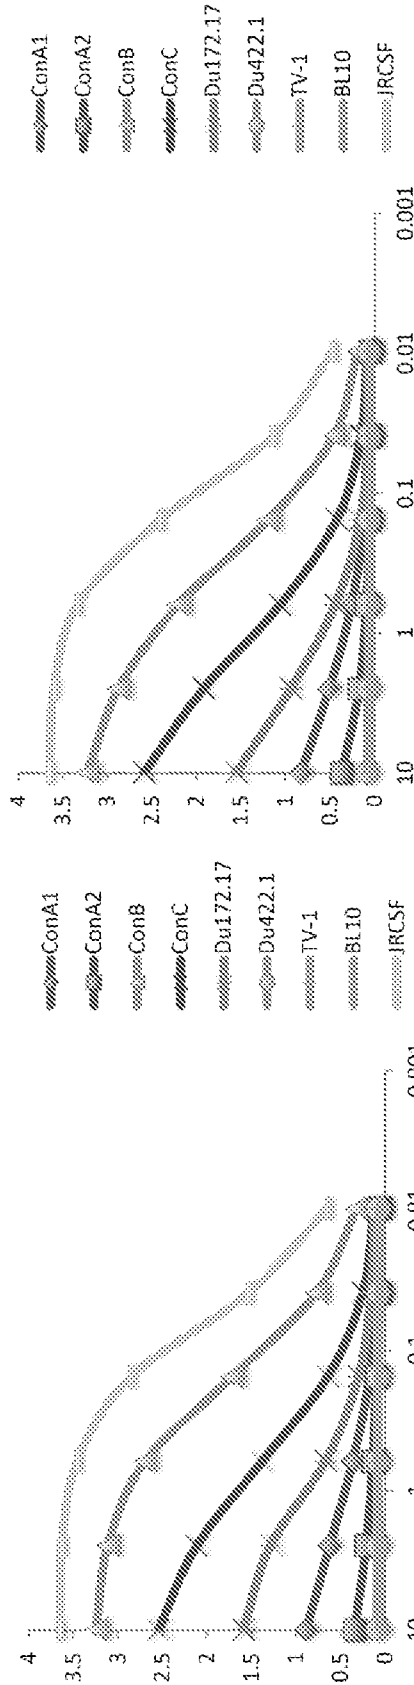 4
3.5
3
2.5
2
1.5
1
0.5
0
10
1
0.1
0.01
0.001
ConA1
ConA2
ConB
ConC
Du172.17
Du422.1
TV-1
BL10
JRCSF
4
3.5
3
2.5
2
1.5
1
0.5
0
10
1
0.1
0.01
0.001
ConA1
ConA2
ConB
ConC
Du172.17
Du422.1
TV-1
BL10
JRCSF